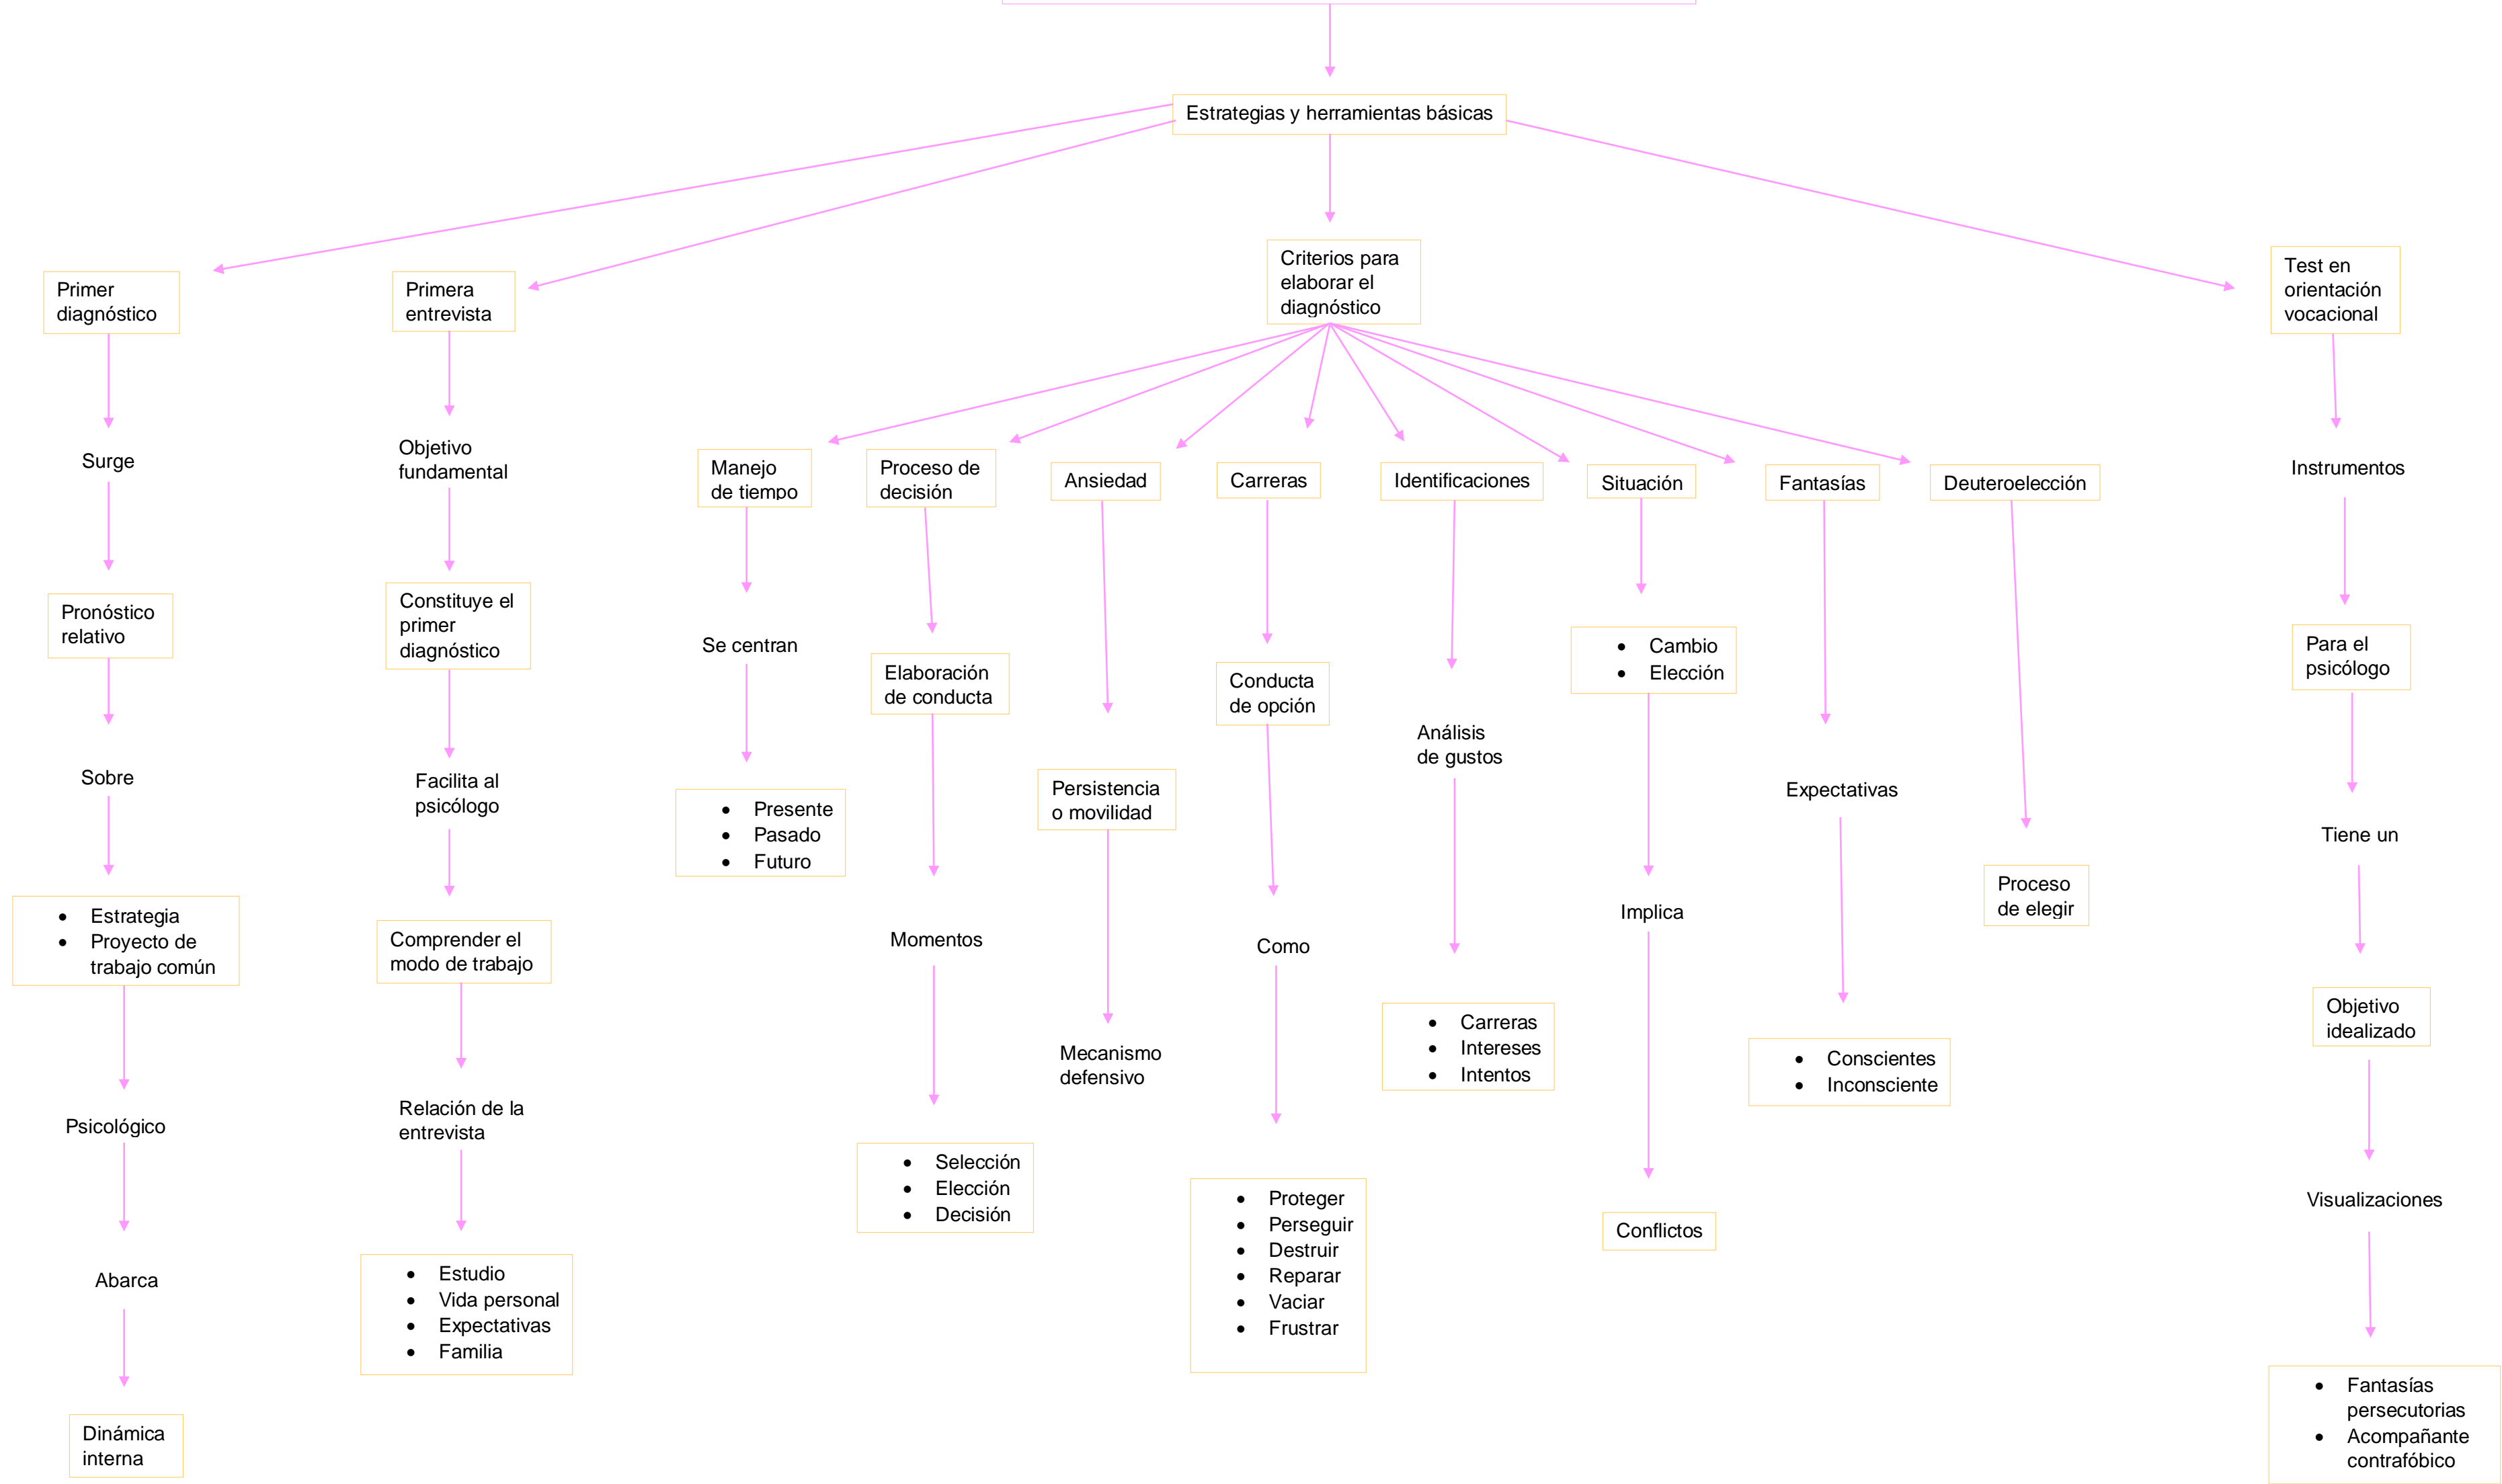 Estrategias y herramientas básicas
Primer
diagnóstico
Surge
Pronóstico
relativo
Sobre
• Estrategia
• Proyecto de
trabajo común
Psicológico
Abarca
Dinámica
interna
Primera
entrevista
Objetivo
fundamental
Constituye el
primer
diagnóstico
Facilita al
psicólogo
Comprender el
modo de trabajo
Relación de la
entrevista
• Estudio
• Vida personal
• Expectativas
• Familia
Criterios para
elaborar el
diagnóstico
Manejo
de tiempo
Se centran
• Presente
• Pasado
• Futuro
Proceso de
decisión
Elaboración
de conducta
Momentos
• Selección
• Elección
• Decisión
Ansiedad
Persistencia
o movilidad
Mecanismo
defensivo
Carreras
Conducta
de opción
Como
• Proteger
• Perseguir
• Destruir
• Reparar
• Vaciar
• Frustrar
Identificaciones
Análisis
de gustos
• Carreras
• Intereses
• Intentos
Situación
• Cambio
• Elección
Implica
Conflictos
Fantasías
Expectativas
• Conscientes
• Inconsciente
Deuteroelección
Proceso
de elegir
Test en
orientación
vocacional
Instrumentos
Para el
psicólogo
Tiene un
Objetivo
idealizado
Visualizaciones
• Fantasías
persecutorias
• Acompañante
contrafóbico